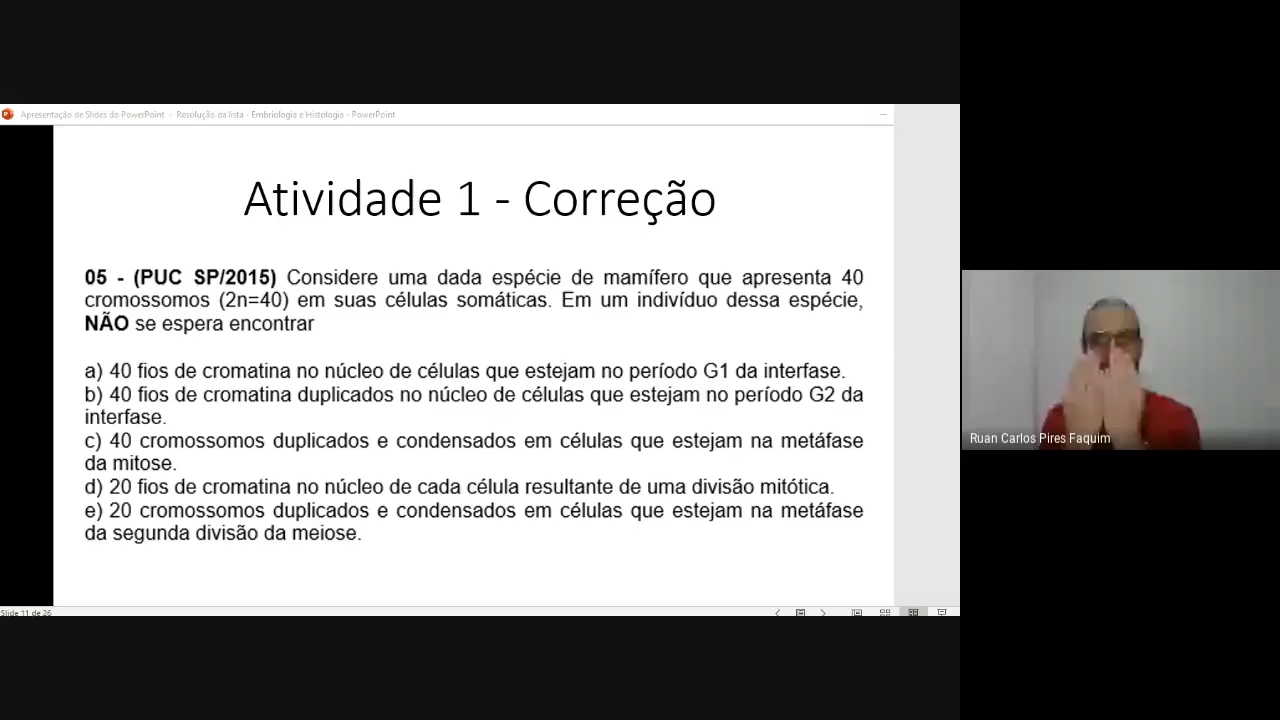 Apresentação de Slides do PowerPoint - Resolução da lista - Embriologia e Histologia - PowerPoint
Atividade 1 - Correção
05 - (PUC SP/2015) Considere uma dada espécie de mamífero que apresenta 40
cromossomos (2n=40) em suas células somáticas. Em um indivíduo dessa espécie,
NÃO se espera encontrar
a) 40 fios de cromatina no núcleo de células que estejam no período G1 da interfase.
b) 40 fios de cromatina duplicados no núcleo de células que estejam no período G2 da
interfase.
c) 40 cromossomos duplicados e condensados em células que estejam na metáfase
da mitose.
d) 20 fios de cromatina no núcleo de cada célula resultante de uma divisão mitótica.
e) 20 cromossomos duplicados e condensados em células que estejam na metáfase
da segunda divisão da meiose.
Ruan Carlos Pires Faquim
Slide 11 de 26